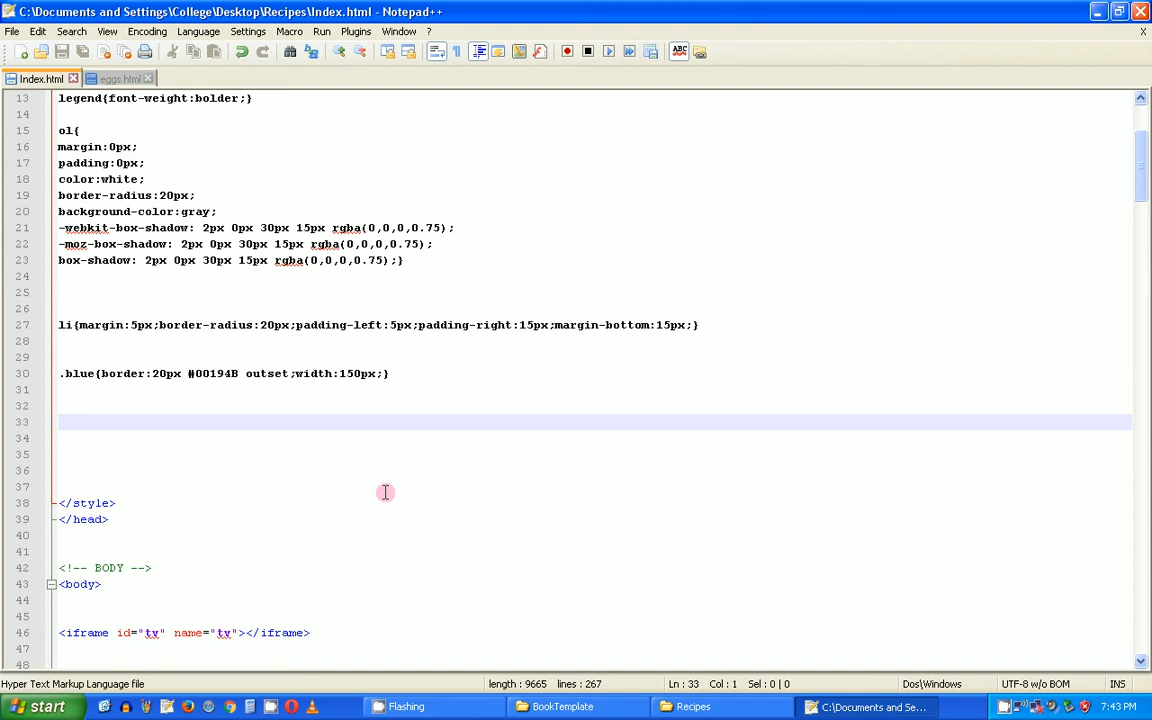 C:\Documents and Settings\College\Desktop\Recipes\Index.html - Notepad++
File Edit Search View Encoding Language Settings Macro Run Plugins Window ? X
Index.html eggs.html
13 legend{font-weight:bolder;}
14
15 ol{
16 margin:0px;
17 padding:0px;
18 color:white;
19 border-radius:20px;
20 background-color:gray;
21 -webkit-box-shadow: 2px 0px 30px 15px rgba(0,0,0,0.75);
22 -moz-box-shadow: 2px 0px 30px 15px rgba(0,0,0,0.75);
23 box-shadow: 2px 0px 30px 15px rgba(0,0,0,0.75);}
24
25
26
27 li{margin:5px;border-radius:20px;padding-left:5px;padding-right:15px;margin-bottom:15px;}
28
29
30 .blue{border:20px #00194B outset;width:150px;}
31
32
33
34
35
36
37
38 </style>
39 </head>
40
41
42 <!-- BODY -->
43 <body>
44
45
46 <iframe id="tv" name="tv"></iframe>
47
48
Hyper Text Markup Language file length : 9665 lines : 267 Ln : 33 Col : 1 Sel : 0 | 0 Dos\Windows UTF-8 w/o BOM INS
start Flashing BookTemplate Recipes C:\Documents and Se... 7:43 PM